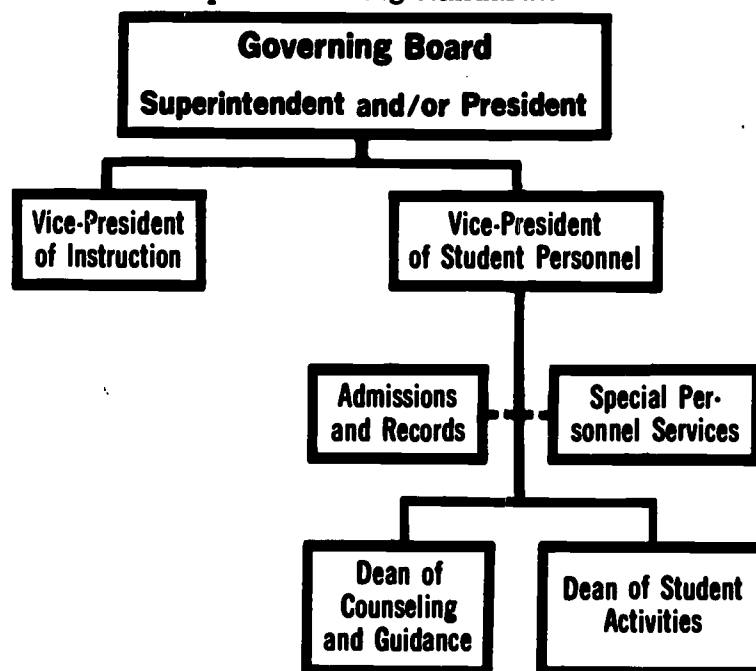 Governing Board
Superintendent and/or President
Vice-President
of Instruction
Vice-President
of Student Personnel
Admissions
and Records
Special Per-
sonnel Services
Dean of
Counseling
and Guidance
Dean of Student
Activities